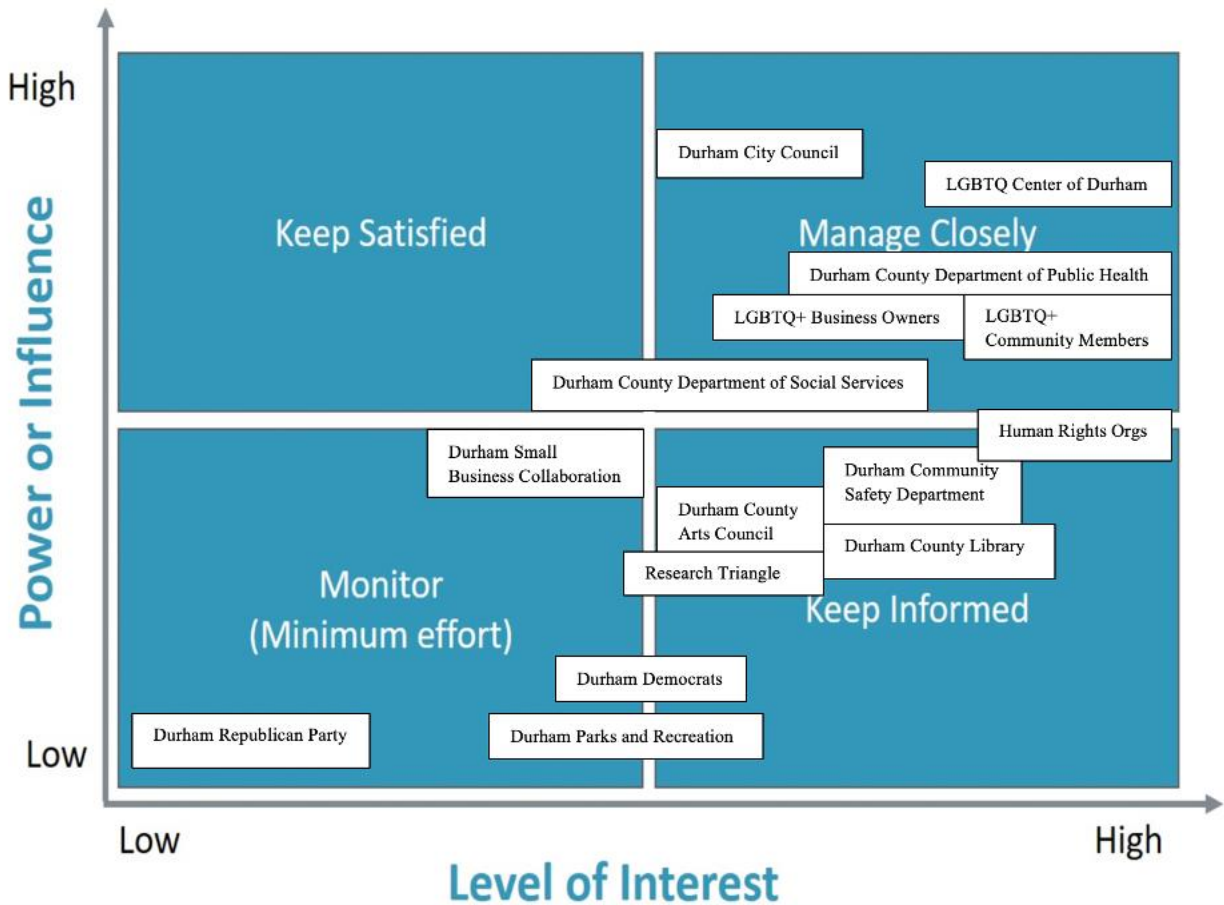 High
Durham City Council
LGBTQ Center of Durham
Keep Satisfied
Manage Closely
Durham County Department of Public Health
LGBTQ+ Business Owners
LGBTQ+
Community Members
Durham County Department of Social Services
Power or Influence
Human Rights Orgs
Durham Small
Business Collaboration
Durham Community
Safety Department
Durham County
Arts Council
Durham County Library
Research Triangle
Monitor
(Minimum effort)
Keep Informed
Durham Democrats
Durham Republican Party
Durham Parks and Recreation
Low
Low
High
Level of Interest